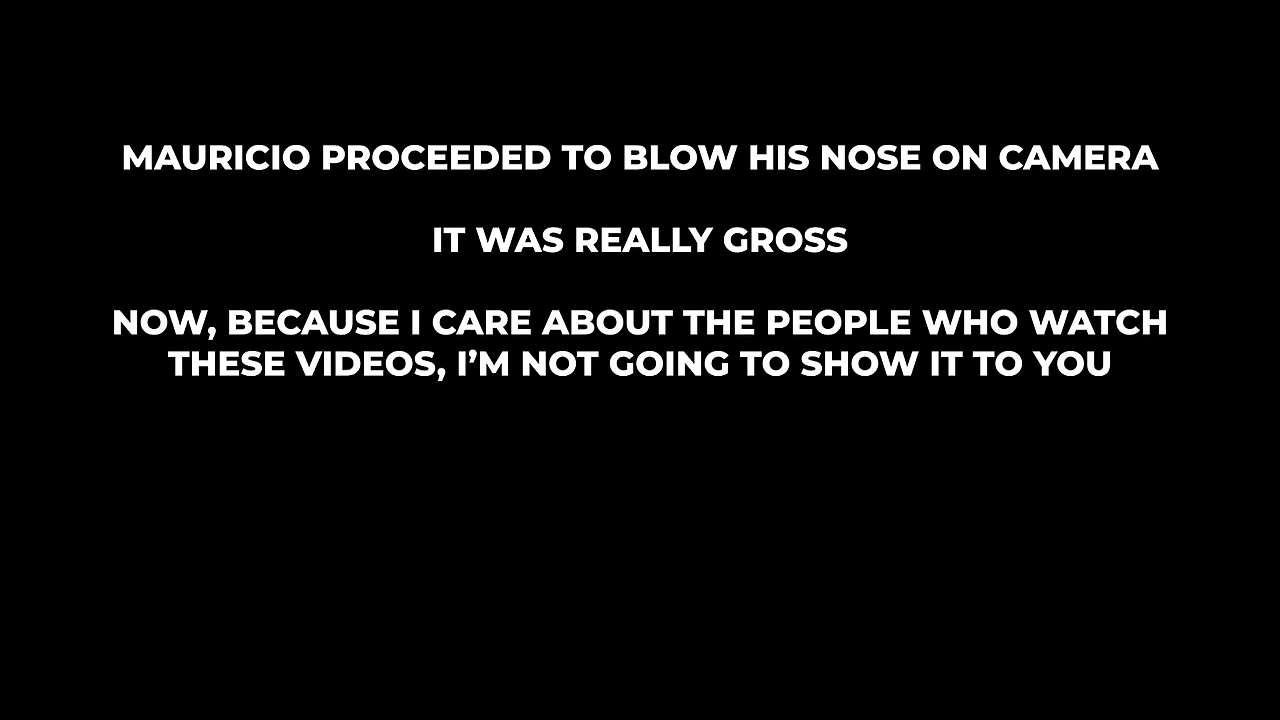 MAURICIO PROCEEDED TO BLOW HIS NOSE ON CAMERA
IT WAS REALLY GROSS
NOW, BECAUSE I CARE ABOUT THE PEOPLE WHO WATCH
THESE VIDEOS, I’M NOT GOING TO SHOW IT TO YOU